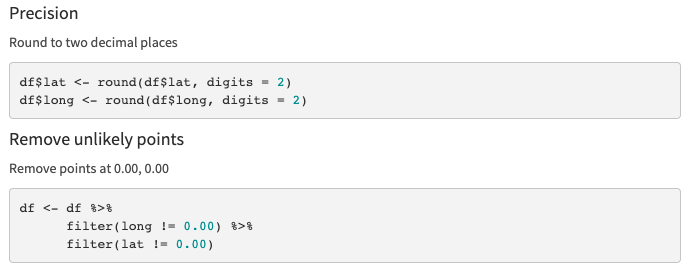 Precision
Round to two decimal places
df$lat <- round(df$lat, digits = 2)
df$long <- round(df$long, digits = 2)
Remove unlikely points
Remove points at 0.00, 0.00
df <- df %>%
      filter(long != 0.00) %>%
      filter(lat != 0.00)